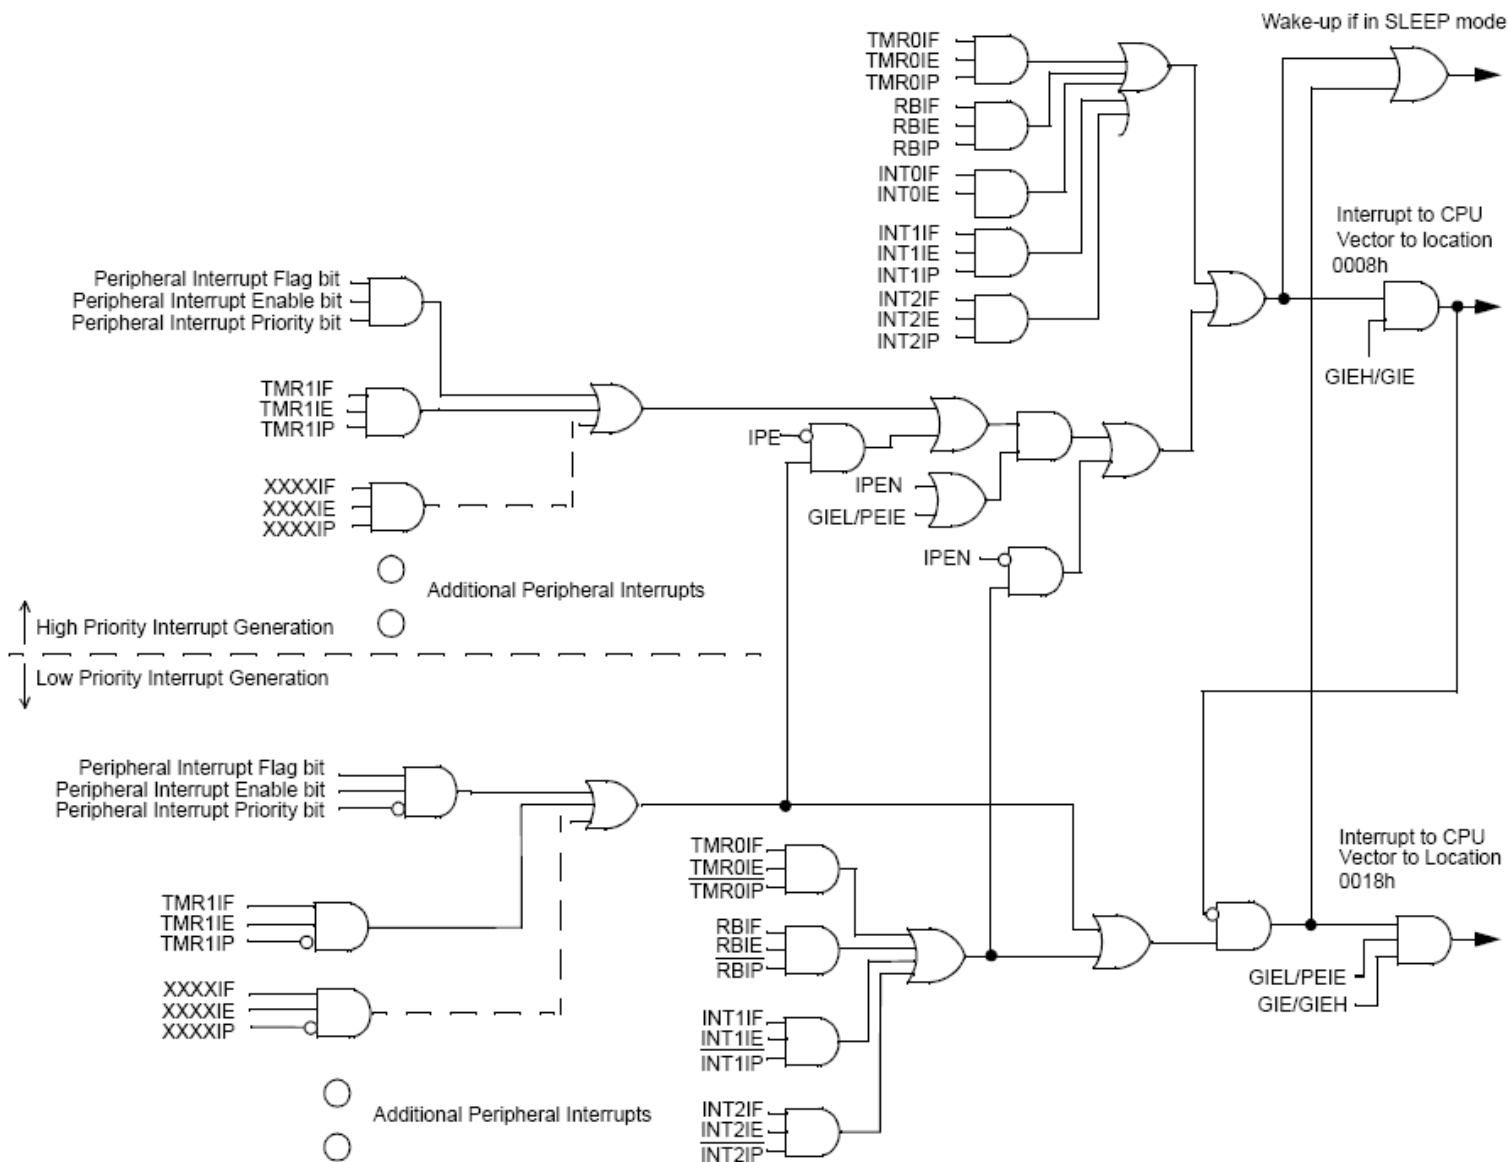 Wake-up if in SLEEP mode
TMR0IF
TMR0IE
TMR0IP
RBIF
RBIE
RBIP
INT0IF
INT0IE
INT1IF
INT1IE
INT1IP
INT2IF
INT2IE
INT2IP
Interrupt to CPU
Vector to location
0008h
GIEH/GIE
Peripheral Interrupt Flag bit
Peripheral Interrupt Enable bit
Peripheral Interrupt Priority bit
TMR1IF
TMR1IE
TMR1IP
XXXXIF
XXXXIE
XXXXIP
IPE
IPEN
GIEL/PEIE
IPEN
Additional Peripheral Interrupts
High Priority Interrupt Generation
Low Priority Interrupt Generation
Peripheral Interrupt Flag bit
Peripheral Interrupt Enable bit
Peripheral Interrupt Priority bit
TMR1IF
TMR1IE
TMR1IP
XXXXIF
XXXXIE
XXXXIP
Additional Peripheral Interrupts
TMR0IF
TMR0IE
TMR0IP
RBIF
RBIE
RBIP
INT1IF
INT1IE
INT1IP
INT2IF
INT2IE
INT2IP
Interrupt to CPU
Vector to Location
0018h
GIEL/PEIE
GIE/GIEH